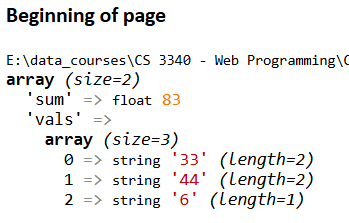 Beginning of page
E:\data_courses\CS 3340 - Web Programming\
array (size=2)
'sum' => float 83
'vals' =>
array (size=3)
0 => string '33' (length=2)
1 => string '44' (length=2)
2 => string '6' (length=1)